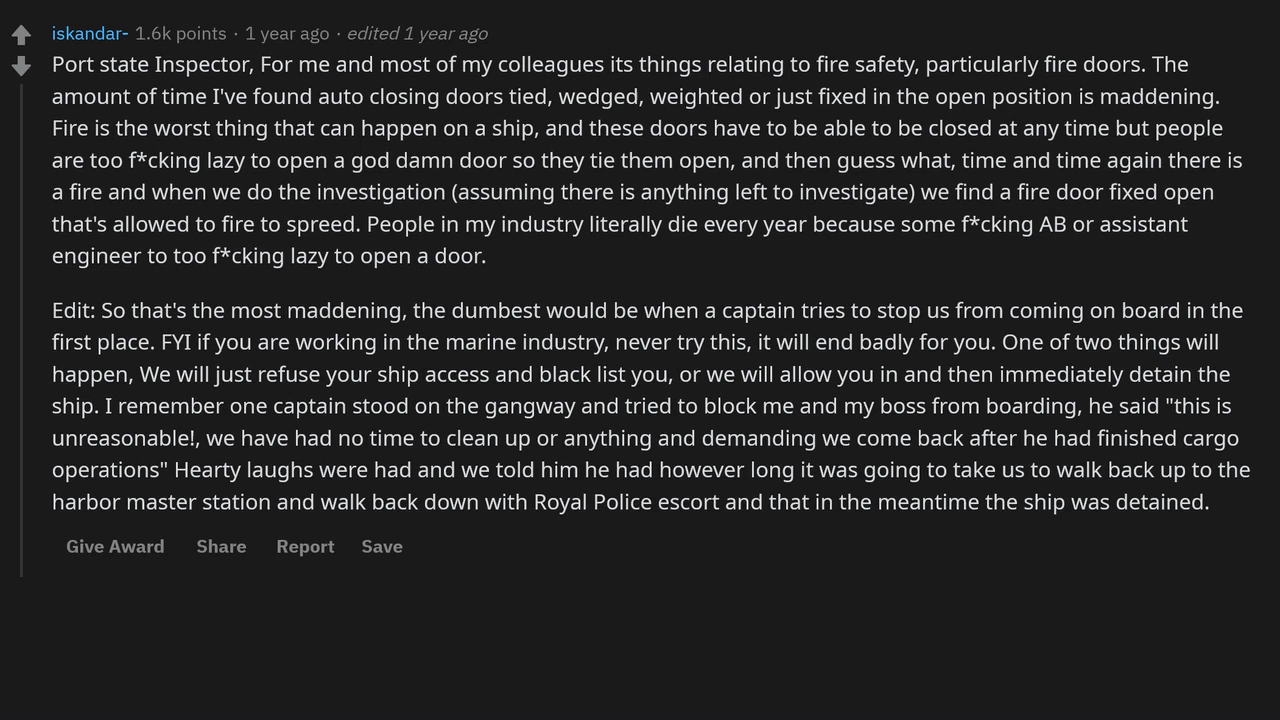 iskandar- 1.6k points · 1 year ago · edited 1 year ago
Port state Inspector, For me and most of my colleagues its things relating to fire safety, particularly fire doors. The
amount of time I've found auto closing doors tied, wedged, weighted or just fixed in the open position is maddening.
Fire is the worst thing that can happen on a ship, and these doors have to be able to be closed at any time but people
are too f*cking lazy to open a god damn door so they tie them open, and then guess what, time and time again there is
a fire and when we do the investigation (assuming there is anything left to investigate) we find a fire door fixed open
that's allowed to fire to spreed. People in my industry literally die every year because some f*cking AB or assistant
engineer to too f*cking lazy to open a door.
Edit: So that's the most maddening, the dumbest would be when a captain tries to stop us from coming on board in the
first place. FYI if you are working in the marine industry, never try this, it will end badly for you. One of two things will
happen, We will just refuse your ship access and black list you, or we will allow you in and then immediately detain the
ship. I remember one captain stood on the gangway and tried to block me and my boss from boarding, he said "this is
unreasonable!, we have had no time to clean up or anything and demanding we come back after he had finished cargo
operations" Hearty laughs were had and we told him he had however long it was going to take us to walk back up to the
harbor master station and walk back down with Royal Police escort and that in the meantime the ship was detained.
Give Award Share Report Save